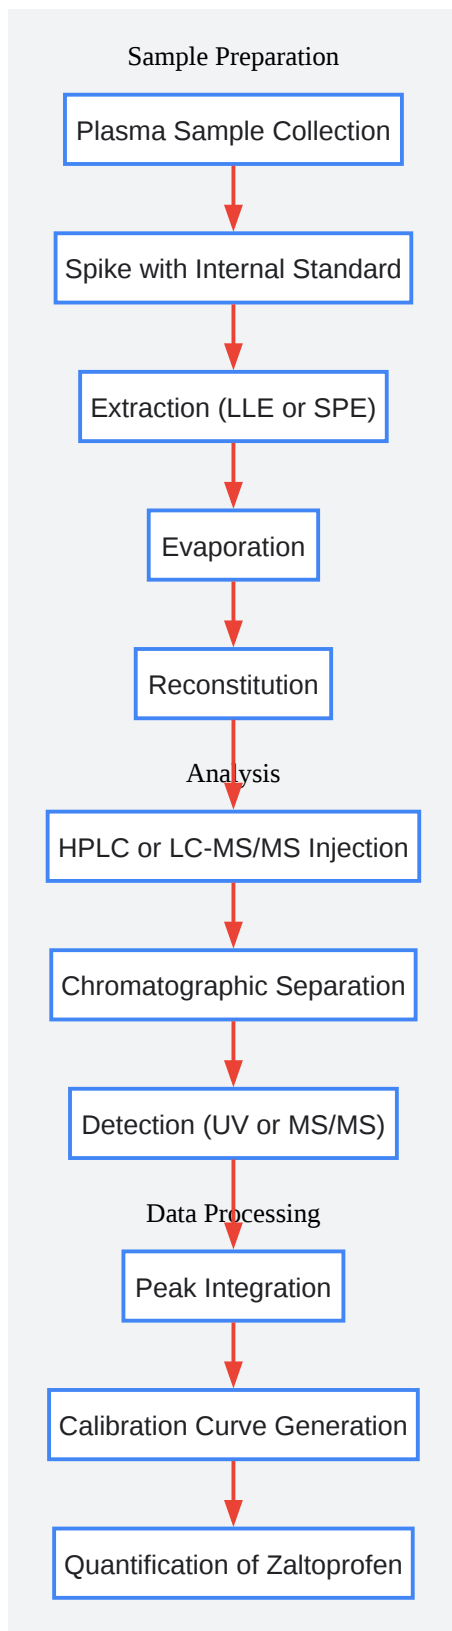 Sample Preparation
Plasma Sample Collection
Spike with Internal Standard
Extraction (LLE or SPE)
Evaporation
Reconstitution
Analysis
HPLC or LC-MS/MS Injection
Chromatographic Separation
Detection (UV or MS/MS)
Data Processing
Peak Integration
Calibration Curve Generation
Quantification of Zaltoprofen